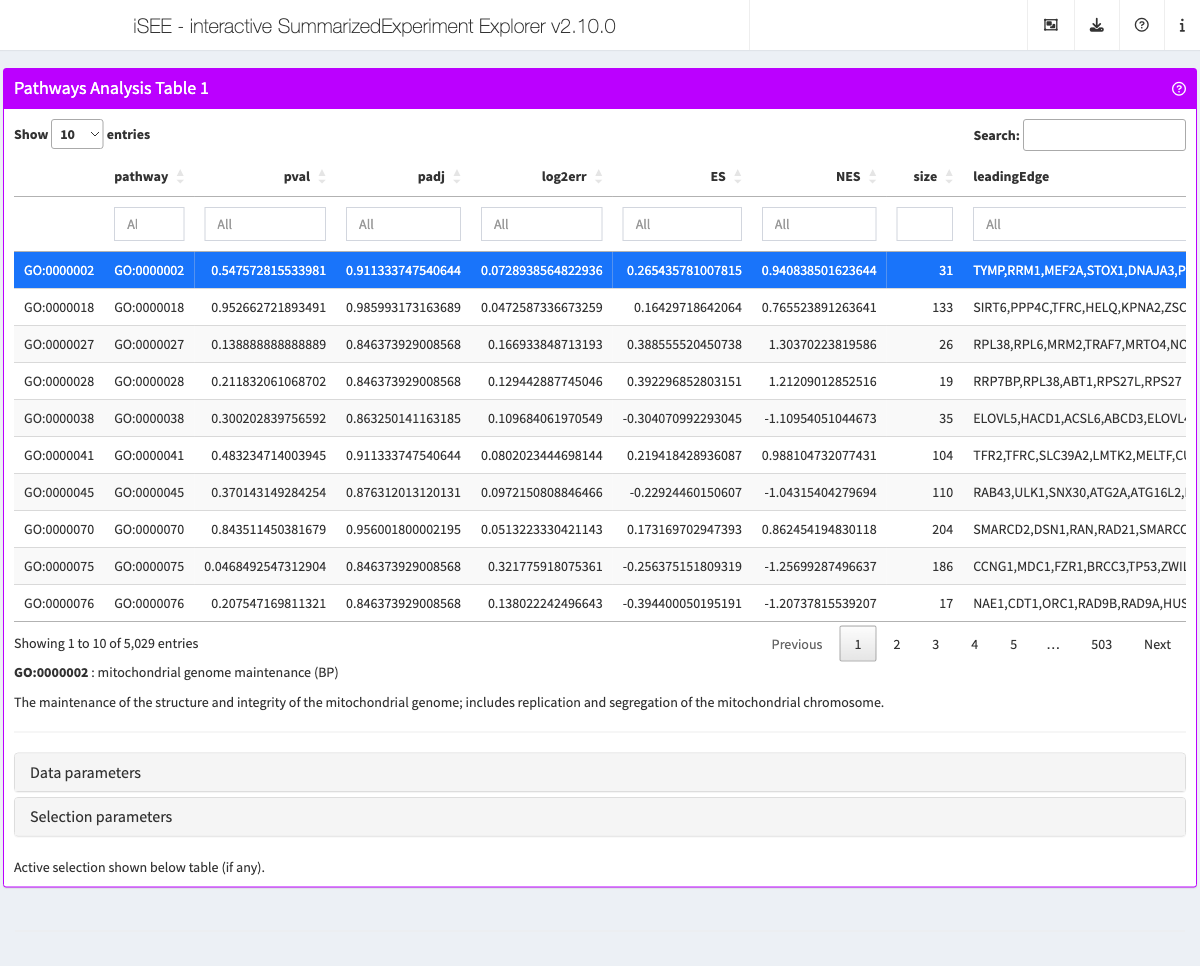 iSEE - interactive SummarizedExperiment Explorer v2.10.0
Pathways Analysis Table 1
Show 10 entries Search:
pathway pval padj log2err ES NES size leadingEdge
All All All All All All All
GO:0000002 GO:0000002 0.547572815533981 0.911333747540644 0.0728938564822936 0.265435781007815 0.940838501623644 31 TYMP,RRM1,MEF2A,STOX1,DNAJA3,P
GO:0000018 GO:0000018 0.952662721893491 0.985993173163689 0.0472587336673259 0.16429718642064 0.765523891263641 133 SIRT6,PPP4C,TFRC,HELQ,KPNA2,ZSC
GO:0000027 GO:0000027 0.138888888888889 0.846373929008568 0.166933848713193 0.388555520450738 1.30370223819586 26 RPL38,RPL6,MRM2,TRAF7,MRTO4,NO
GO:0000028 GO:0000028 0.211832061068702 0.846373929008568 0.129442887745046 0.392296852803151 1.21209012852516 19 RRP7BP,RPL38,ABT1,RPS27L,RPS27
GO:0000038 GO:0000038 0.300202839756592 0.863250141163185 0.109684061970549 -0.304070992293045 -1.10954051044673 35 ELOVL5,HACD1,ACSL6,ABCD3,ELOVL4
GO:0000041 GO:0000041 0.483234714003945 0.911333747540644 0.0802023444698144 0.219418428936087 0.988104732077431 104 TFR2,TFRC,SLC39A2,LMTK2,MELTF,CU
GO:0000045 GO:0000045 0.370143149284254 0.876312013120131 0.0972150808846466 -0.22924460150607 -1.04315404279694 110 RAB43,ULK1,SNX30,ATG2A,ATG16L2,
GO:0000070 GO:0000070 0.843511450381679 0.956001800002195 0.0513223330421143 0.173169702947393 0.862454194830118 204 SMARCD2,DSN1,RAN,RAD21,SMARCC
GO:0000075 GO:0000075 0.0468492547312904 0.846373929008568 0.321775918075361 -0.256375151809319 -1.25699287496637 186 CCNG1,MDC1,FZR1,BRCC3,TP53,ZWIL
GO:0000076 GO:0000076 0.207547169811321 0.846373929008568 0.138022242496643 -0.394400050195191 -1.20737815539207 17 NAE1,CDT1,ORC1,RAD9B,RAD9A,HUS
Showing 1 to 10 of 5,029 entries Previous 1 2 3 4 5 … 503 Next
GO:0000002 : mitochondrial genome maintenance (BP)
The maintenance of the structure and integrity of the mitochondrial genome; includes replication and segregation of the mitochondrial chromosome.
Data parameters
Selection parameters
Active selection shown below table (if any).